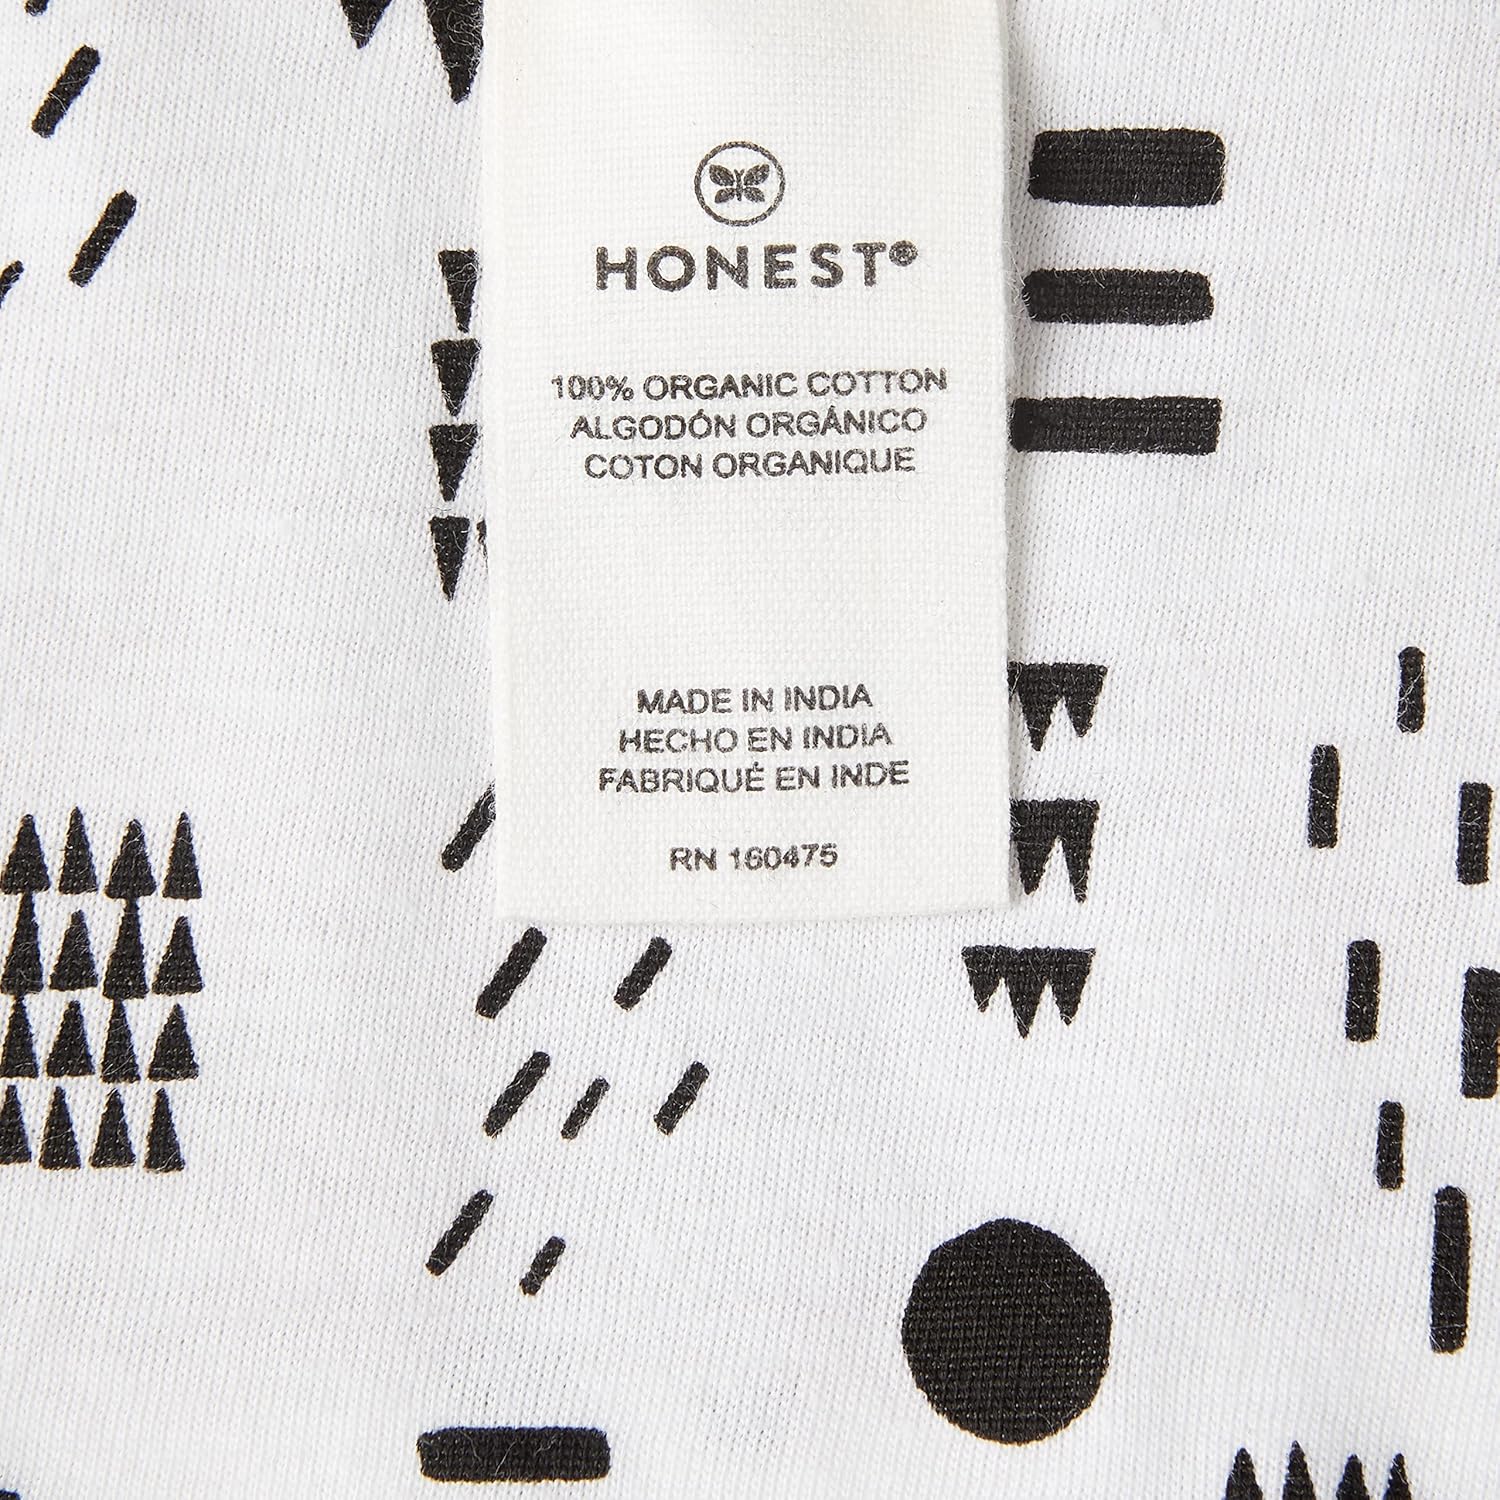 HONEST®
100% ORGANIC COTTON
ALGODÓN ORGÁNICO
COTON ORGANIQUE
MADE IN INDIA
HECHO EN INDIA
FABRIQUÉ EN INDE
RN 160475